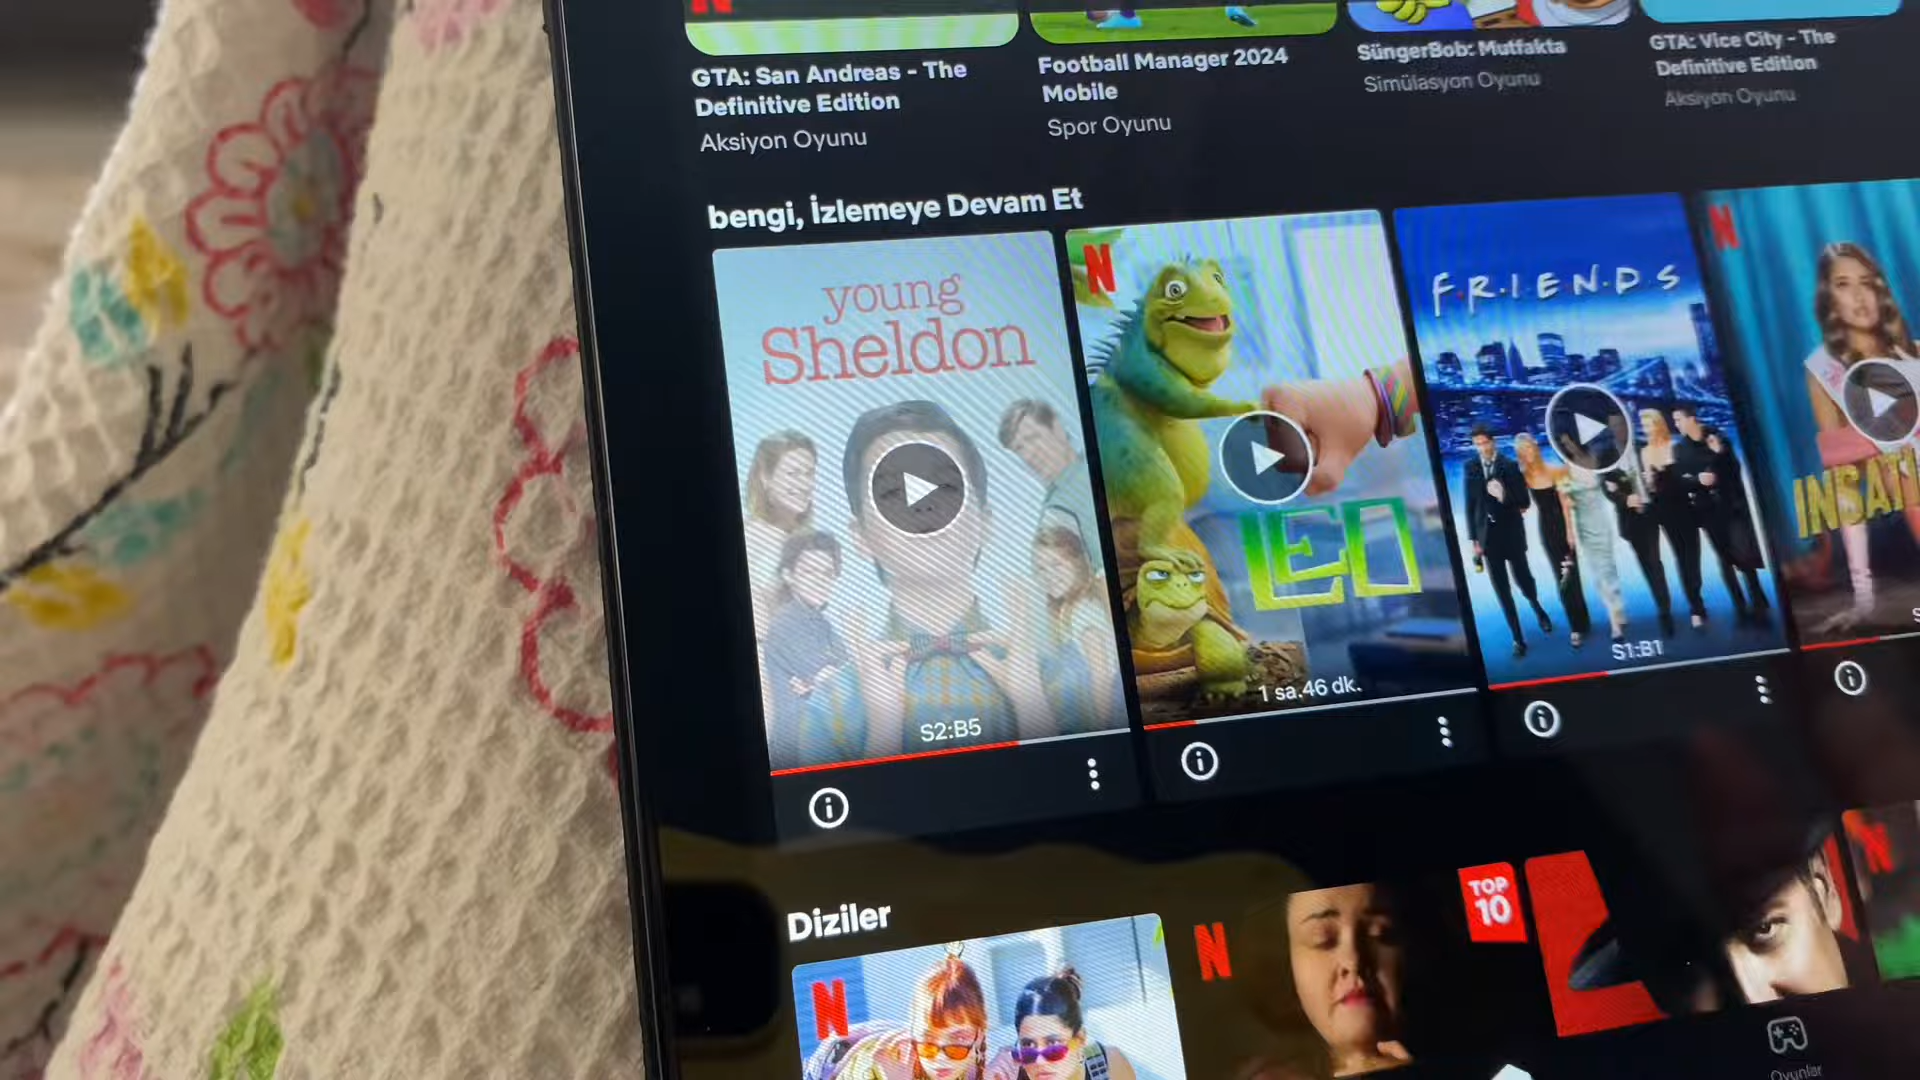 GTA: San Andreas - The
Definitive Edition
Aksiyon Oyunu
Football Manager 2024
Mobile
Spor Oyunu
SüngerBob: Mutfakta
Simülasyon Oyunu
GTA: Vice City - The
Definitive Edition
Aksiyon Oyunu
bengi, İzlemeye Devam Et
young
Sheldon
S2:B5
N
LEO
1 sa.46 dk.
F·R·I·E·N·D·S
S1:B1
N
INSATI
Diziler
N
N
TOP
10
N
Oyunlar